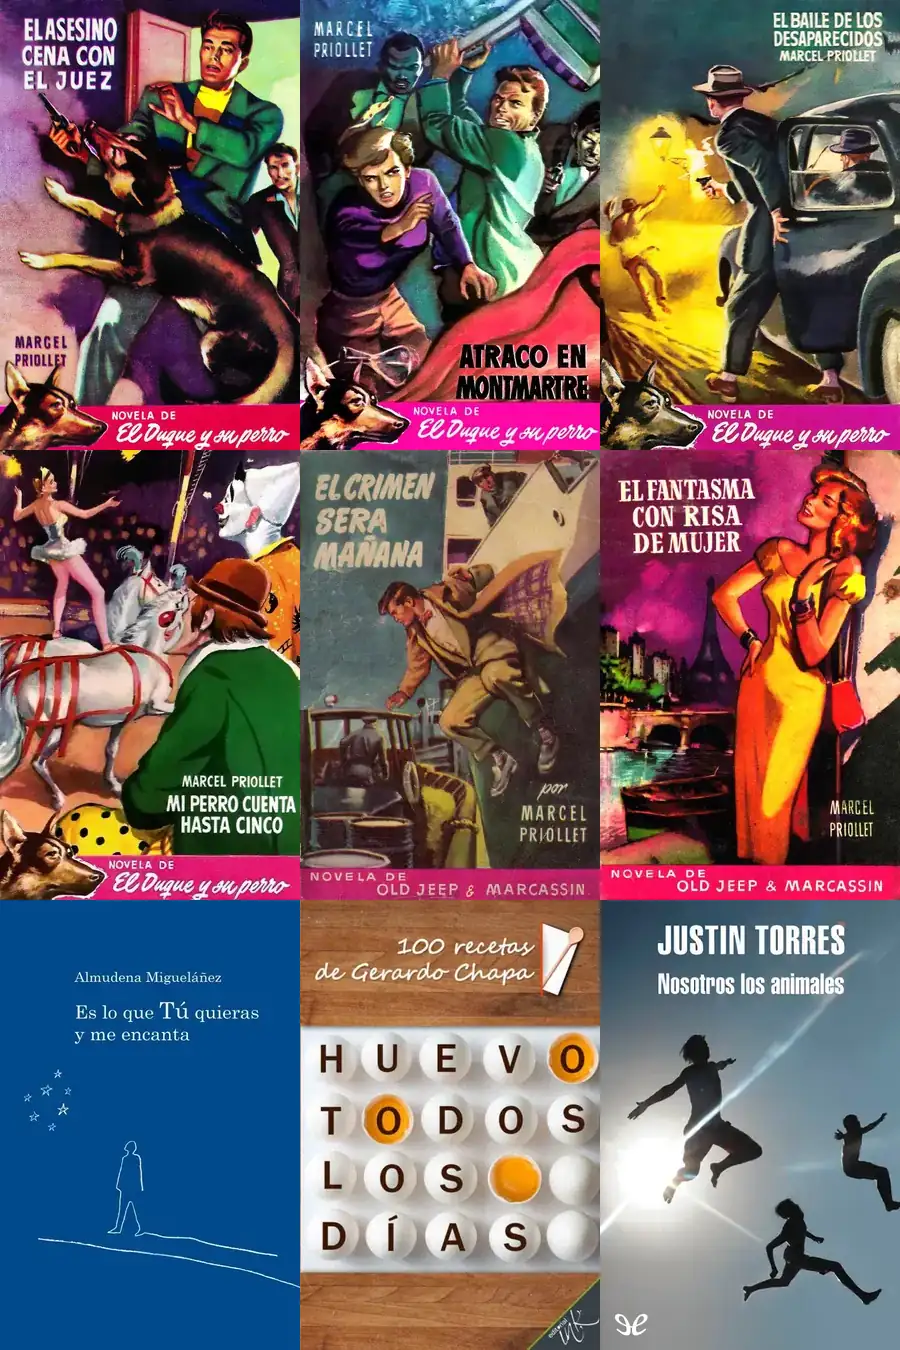 EL ASESINO
CENA CON
EL JUEZ
MARCEL
PRIOLLET
NOVELA DE
El Duque y su perro
MARCEL
PRIOLLET
ATRACO EN
MONTMARTRE
NOVELA DE
El Duque y su perro
EL BAILE DE LOS
DESAPARECIDOS
MARCEL PRIOLLET
NOVELA DE
El Duque y su perro
MARCEL PRIOLLET
MI PERRO CUENTA
HASTA CINCO
NOVELA DE
El Duque y su perro
EL CRIMEN
SERA
MAÑANA
por
MARCEL
PRIOLLET
NOVELA DE
OLD JEEP & MARCASSIN
EL FANTASMA
CON RISA
DE MUJER
MARCEL
PRIOLLET
NOVELA DE
OLD JEEP & MARCASSIN
Almudena Migueláñez
Es lo que Tú quieras
y me encanta
100 recetas
de Gerardo Chapa
HUEVO
TODOS
LOS
DÍAS
editorial
ink
JUSTIN TORRES
Nosotros los animales